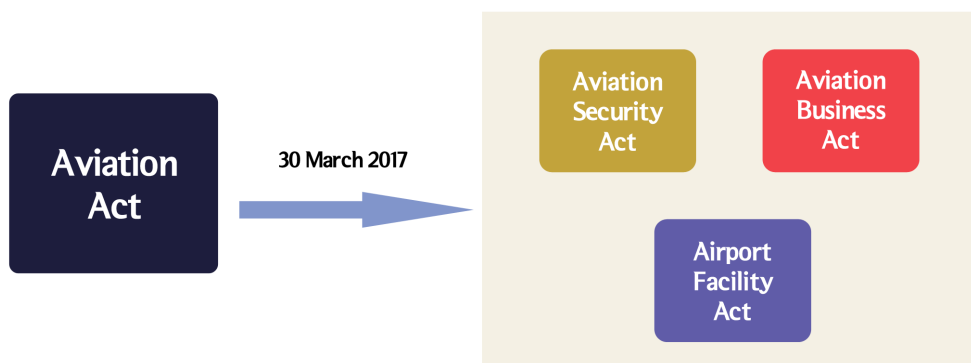 Aviation
Act
30 March 2017
Aviation
Security
Act
Aviation
Business
Act
Airport
Facility
Act